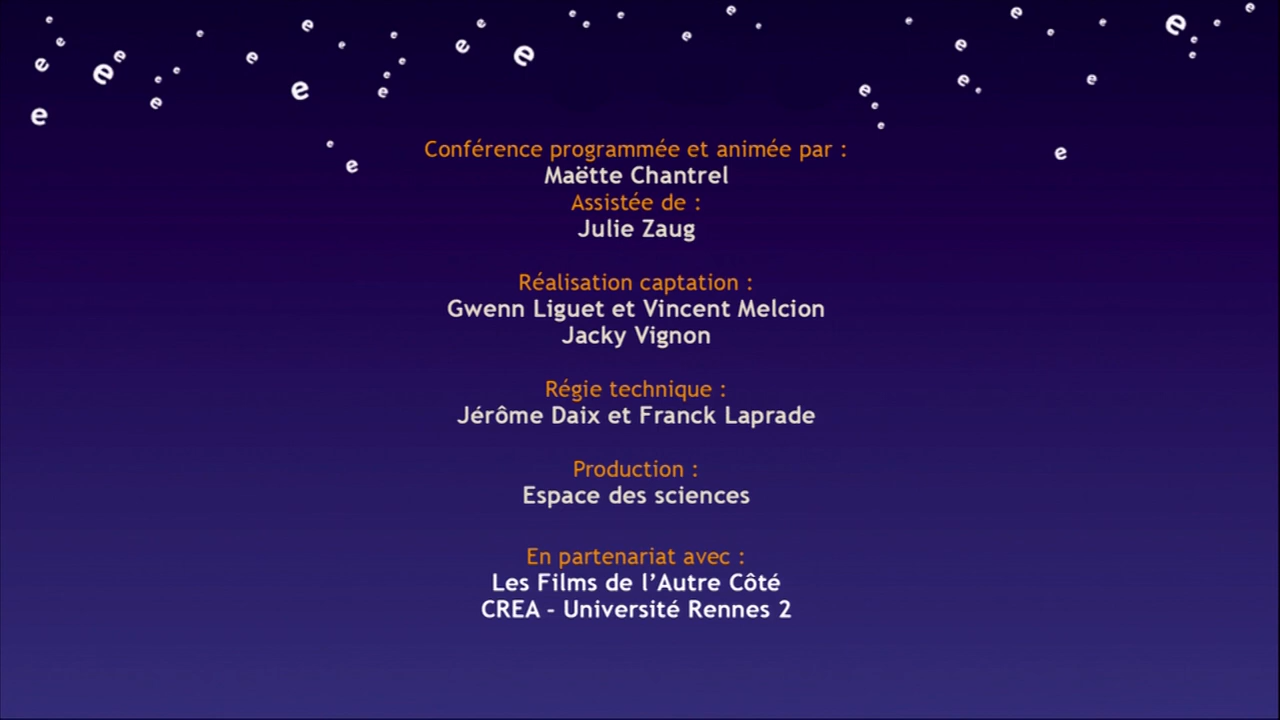 Conférence programmée et animée par :
Maëtte Chantrel
Assistée de :
Julie Zaug
Réalisation captation :
Gwenn Liguet et Vincent Melcion
Jacky Vignon
Régie technique :
Jérôme Daix et Franck Laprade
Production :
Espace des sciences
En partenariat avec :
Les Films de l’Autre Côté
CREA - Université Rennes 2